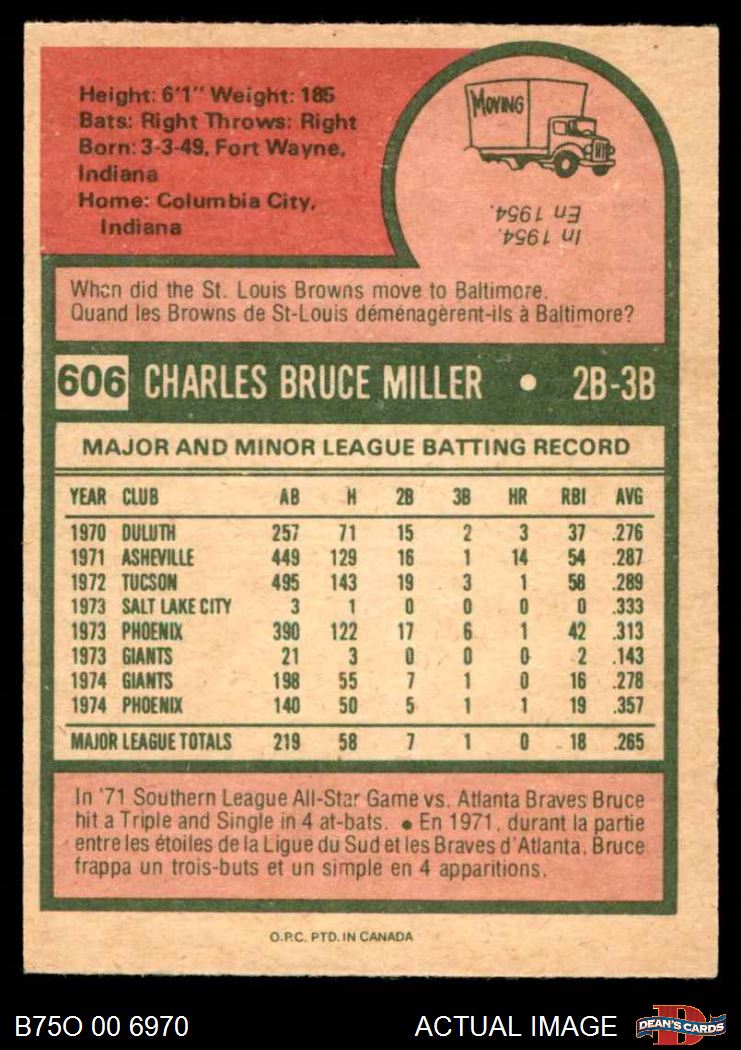 Height: 6'1" Weight: 185
Bats: Right Throws: Right
Born: 3-3-49, Fort Wayne,
Indiana
Home: Columbia City,
Indiana
MOVING
In 1954.
En 1954.
When did the St. Louis Browns move to Baltimore.
Quand les Browns de St-Louis déménagèrent-ils à Baltimore?
606 CHARLES BRUCE MILLER • 2B-3B
MAJOR AND MINOR LEAGUE BATTING RECORD
YEAR CLUB AB H 2B 3B HR RBI AVG
1970 DULUTH 257 71 15 2 3 37 .276
1971 ASHEVILLE 449 129 16 1 14 54 .287
1972 TUCSON 495 143 19 3 1 58 .289
1973 SALT LAKE CITY 3 1 0 0 0 0 .333
1973 PHOENIX 390 122 17 6 1 42 .313
1973 GIANTS 21 3 0 0 0 2 .143
1974 GIANTS 198 55 7 1 0 16 .278
1974 PHOENIX 140 50 5 1 1 19 .357
MAJOR LEAGUE TOTALS 219 58 7 1 0 18 .265
In '71 Southern League All-Star Game vs. Atlanta Braves Bruce
hit a Triple and Single in 4 at-bats. • En 1971, durant la partie
entre les étoiles de la Ligue du Sud et les Braves d'Atlanta, Bruce
frappa un trois-buts et un simple en 4 apparitions.
O.P.C. PTD. IN CANADA
B75O 00 6970
ACTUAL IMAGE
D
DEAN'S CARDS